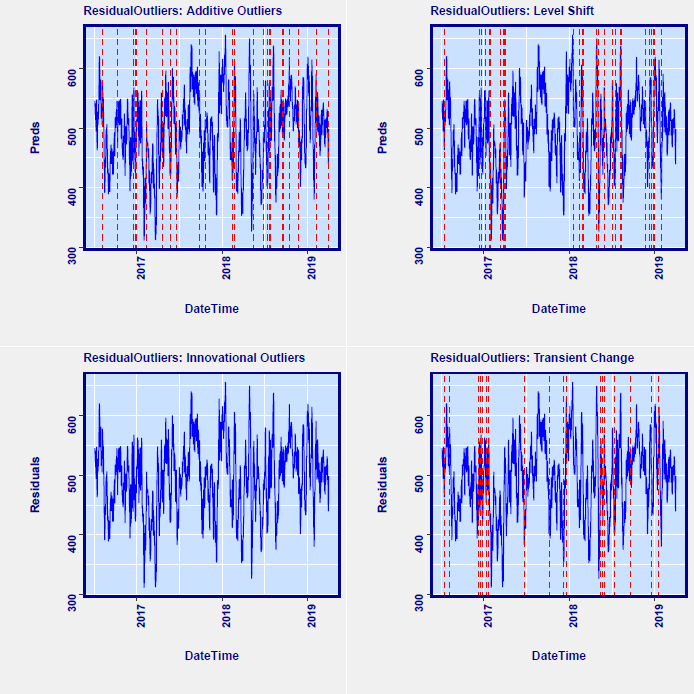 ResidualOutliers: Additive Outliers
Preds
600
500
400
300
2017
2018
2019
DateTime
ResidualOutliers: Level Shift
Preds
600
500
400
300
2017
2018
2019
DateTime
ResidualOutliers: Innovational Outliers
Residuals
600
500
400
300
2017
2018
2019
DateTime
ResidualOutliers: Transient Change
Residuals
600
500
400
300
2017
2018
2019
DateTime